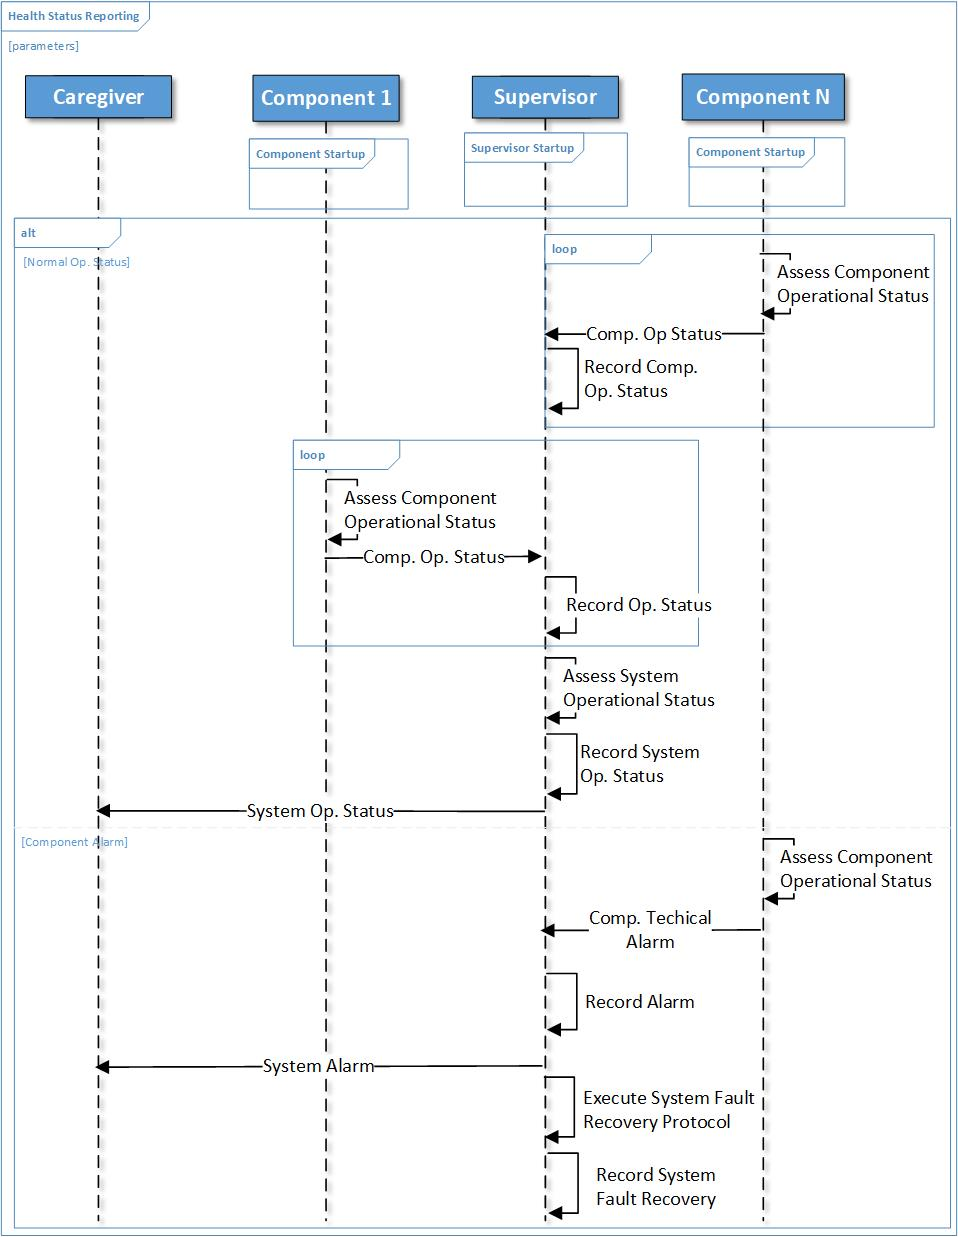 Health Status Reporting
[parameters]
Caregiver
Component 1
Supervisor
Component N
Component Startup
Supervisor Startup
Component Startup
alt
[Normal Op. Status]
loop
Assess Component
Operational Status
Comp. Op Status
Record Comp.
Op. Status
loop
Assess Component
Operational Status
Comp. Op. Status
Record Op. Status
Assess System
Operational Status
Record System
Op. Status
System Op. Status
[Component Alarm]
Assess Component
Operational Status
Comp. Techical
Alarm
Record Alarm
System Alarm
Execute System Fault
Recovery Protocol
Record System
Fault Recovery